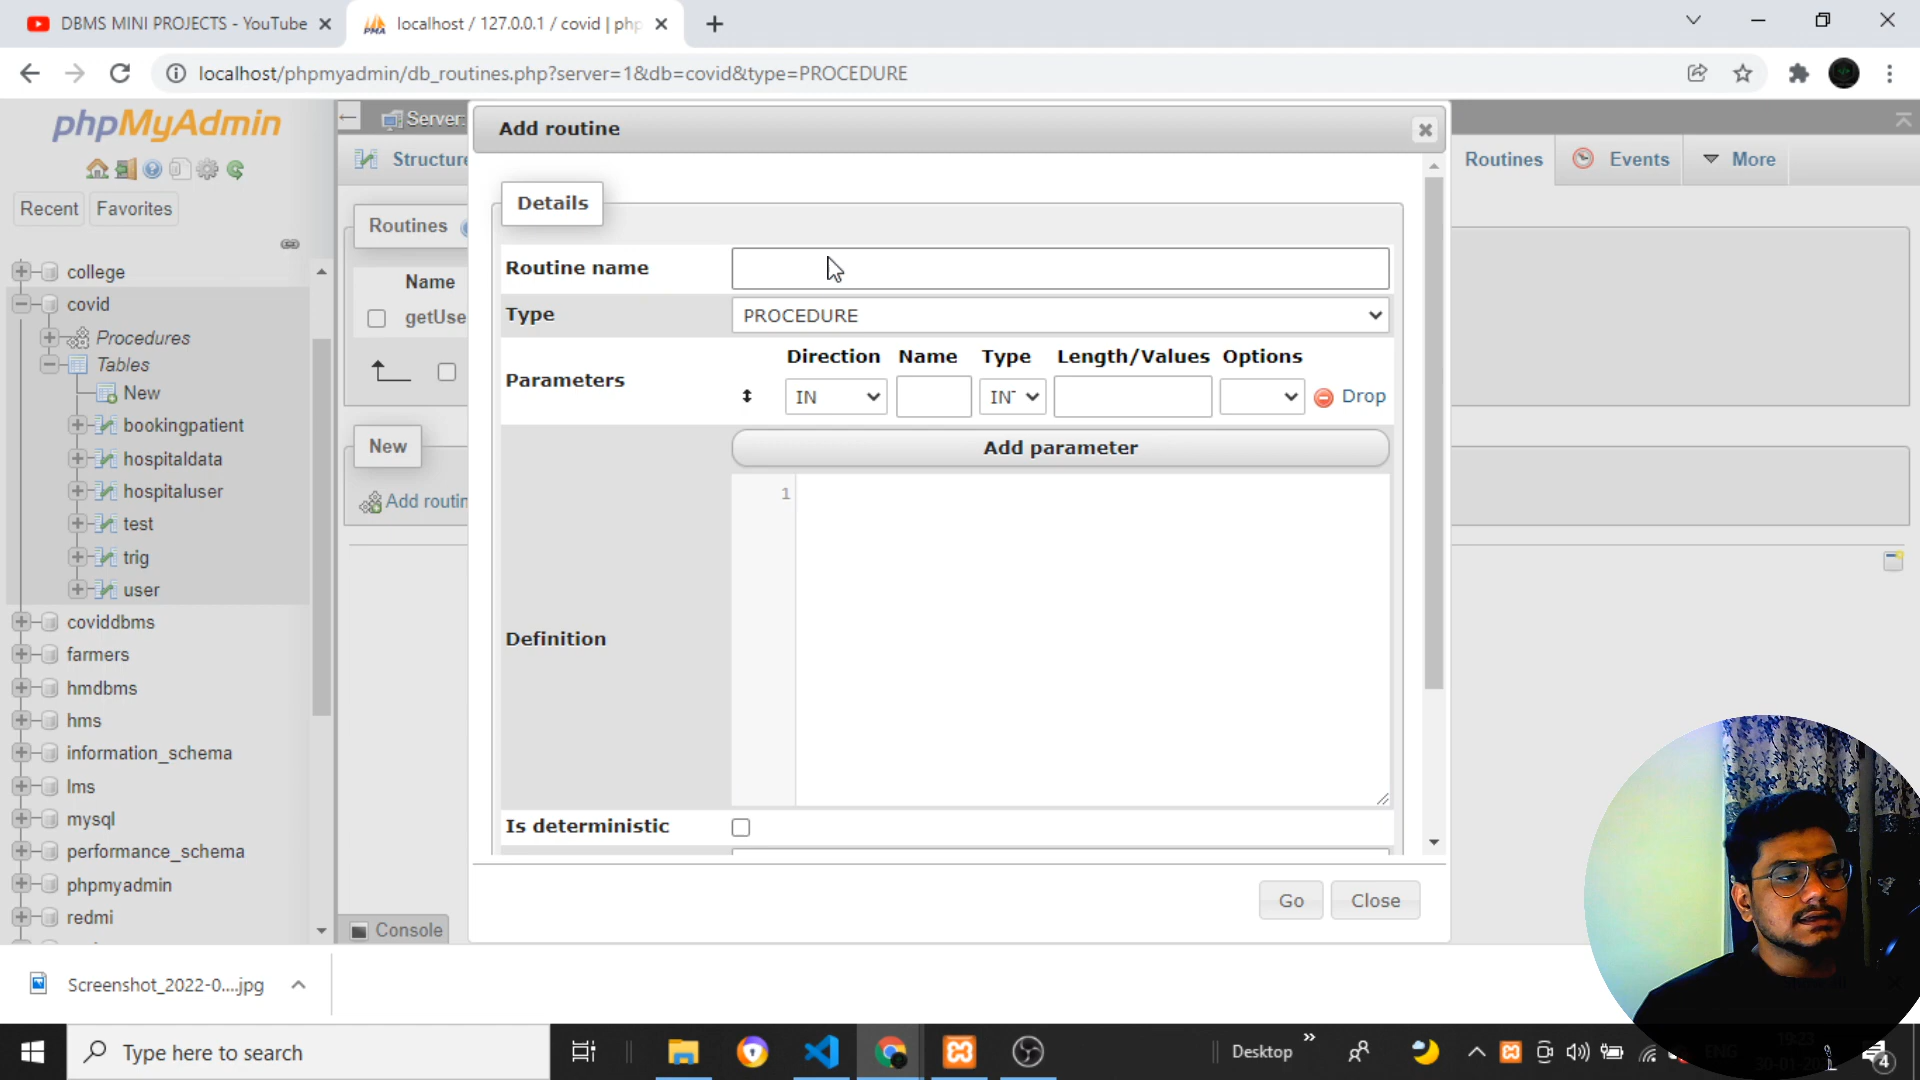 DBMS MINI PROJECTS - YouTube
localhost / 127.0.0.1 / covid | php
localhost/phpmyadmin/db_routines.php?server=1&db=covid&type=PROCEDURE
phpMyAdmin
Recent
Favorites
college
covid
Procedures
Tables
New
bookingpatient
hospitaldata
hospitaluser
test
trig
user
coviddbms
farmers
hmdbms
hms
information_schema
lms
mysql
performance_schema
phpmyadmin
redmi
Server:
Structure
Routines
Events
More
Routines
Name
getUse
New
Add routin
Console
Add routine
Details
Routine name
Type
PROCEDURE
Parameters
Direction Name Type Length/Values Options
IN
INT
Drop
Add parameter
Definition
1
Is deterministic
Go
Close
Screenshot_2022-0....jpg
Type here to search
Desktop
ENG
4